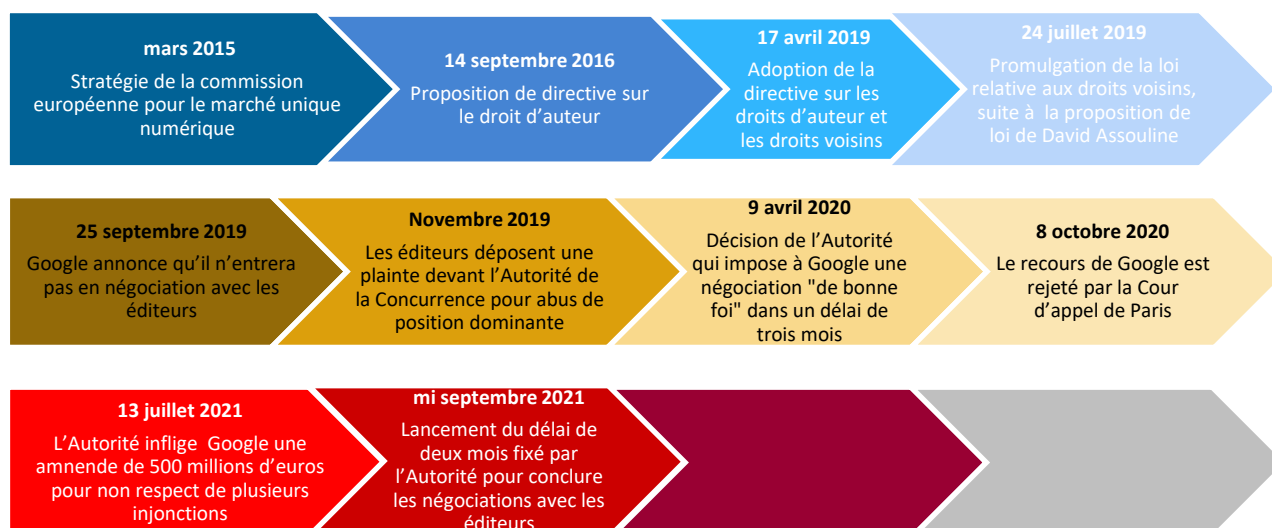 mars 2015
Stratégie de la commission
européenne pour le marché unique
numérique
14 septembre 2016
Proposition de directive sur
le droit d’auteur
17 avril 2019
Adoption de la
directive sur les
droits d’auteur et
les droits voisins
24 juillet 2019
Promulgation de la loi
relative aux droits voisins,
suite à la proposition de
loi de David Assouline
25 septembre 2019
Google annonce qu’il n’entrera
pas en négociation avec les
éditeurs
Novembre 2019
Les éditeurs déposent une
plainte devant l’Autorité de
la Concurrence pour abus de
position dominante
9 avril 2020
Décision de l’Autorité
qui impose à Google une
négociation "de bonne
foi" dans un délai de
trois mois
8 octobre 2020
Le recours de Google est
rejeté par la Cour
d’appel de Paris
13 juillet 2021
L’Autorité inflige Google une
amnende de 500 millions d’euros
pour non respect de plusieurs
injonctions
mi septembre 2021
Lancement du délai de
deux mois fixé par
l’Autorité pour conclure
les négociations avec les
éditeurs